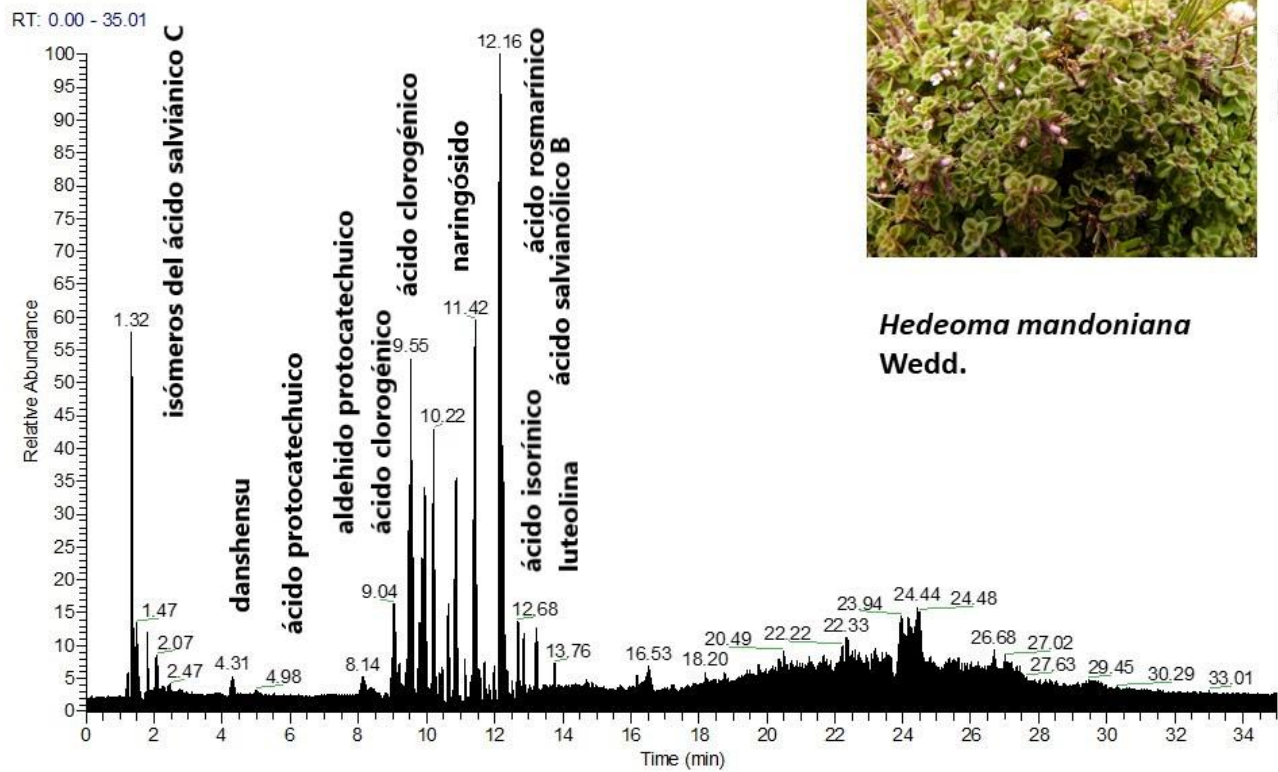 RT: 0.00 - 35.01
Relative Abundance
100
95
90
85
80
75
70
65
60
55
50
45
40
35
30
25
20
15
10
5
0
1.32
1.47
2.07
2.47
4.31
4.98
8.14
9.04
9.55
10.22
11.42
12.16
12.68
13.76
16.53
18.20
20.49
22.22
22.33
23.94
24.44
24.48
26.68
27.02
27.63
29.45
30.29
33.01
isómeros del ácido salviánico C
danshensu
ácido protocatechuico
aldehido protocatechuico
ácido clorogénico
ácido clorogénico
naringósido
ácido rosmarínico
ácido salvianólico B
ácido isorínico
luteolina
0 2 4 6 8 10 12 14 16 18 20 22 24 26 28 30 32 34
Time (min)
Hedeoma mandoniana
Wedd.